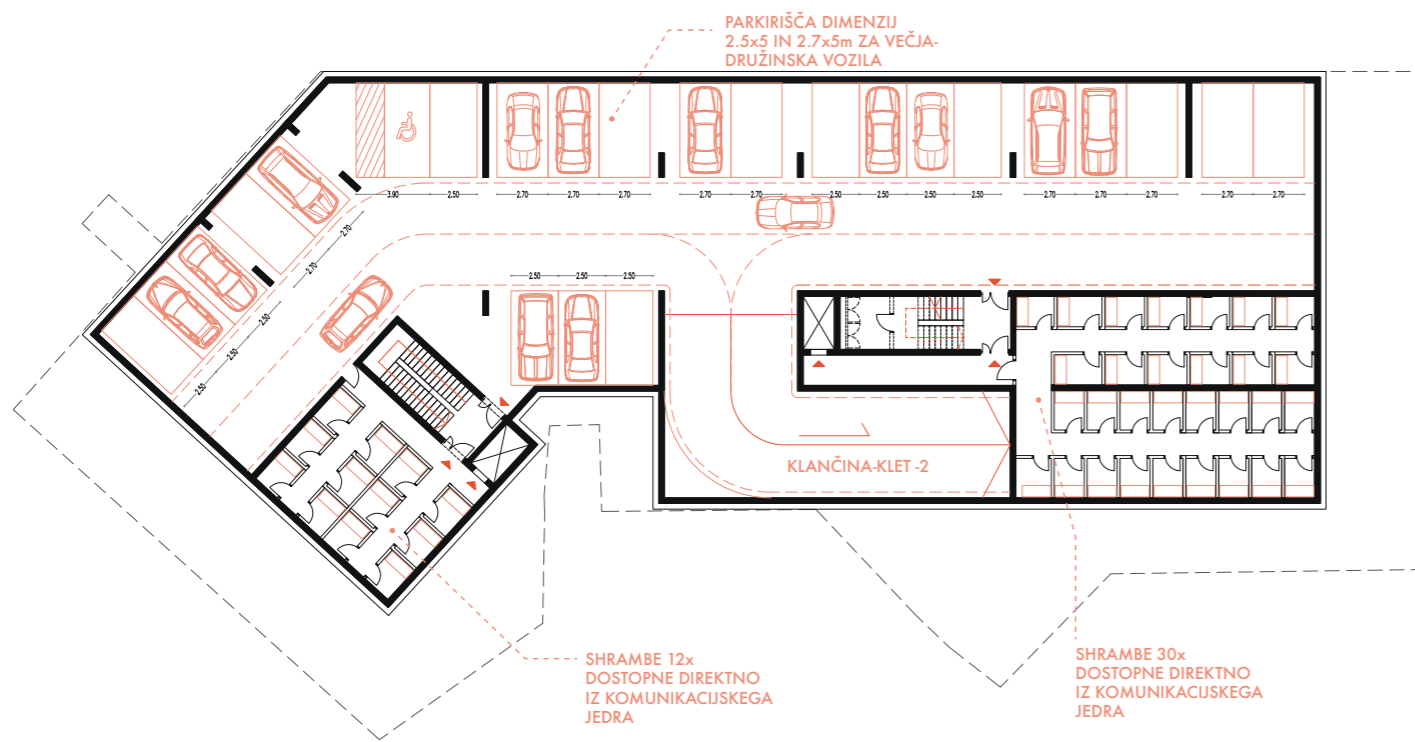 PARKIRIŠČA DIMENZIJ
2.5x5 IN 2.7x5m ZA VEČJA-
DRUŽINSKA VOZILA
3.90 2.50 2.70 2.70 2.70 2.70 2.70 2.70 2.50 2.50 2.70 2.70 2.70 2.70 2.70
2.70
2.70
2.50
2.50
2.50
2.50 2.50 2.50
KLANČINA-KLET -2
SHRAMBE 12x
DOSTOPNE DIREKTNO
IZ KOMUNIKACIJSKEGA
JEDRA
SHRAMBE 30x
DOSTOPNE DIREKTNO
IZ KOMUNIKACIJSKEGA
JEDRA